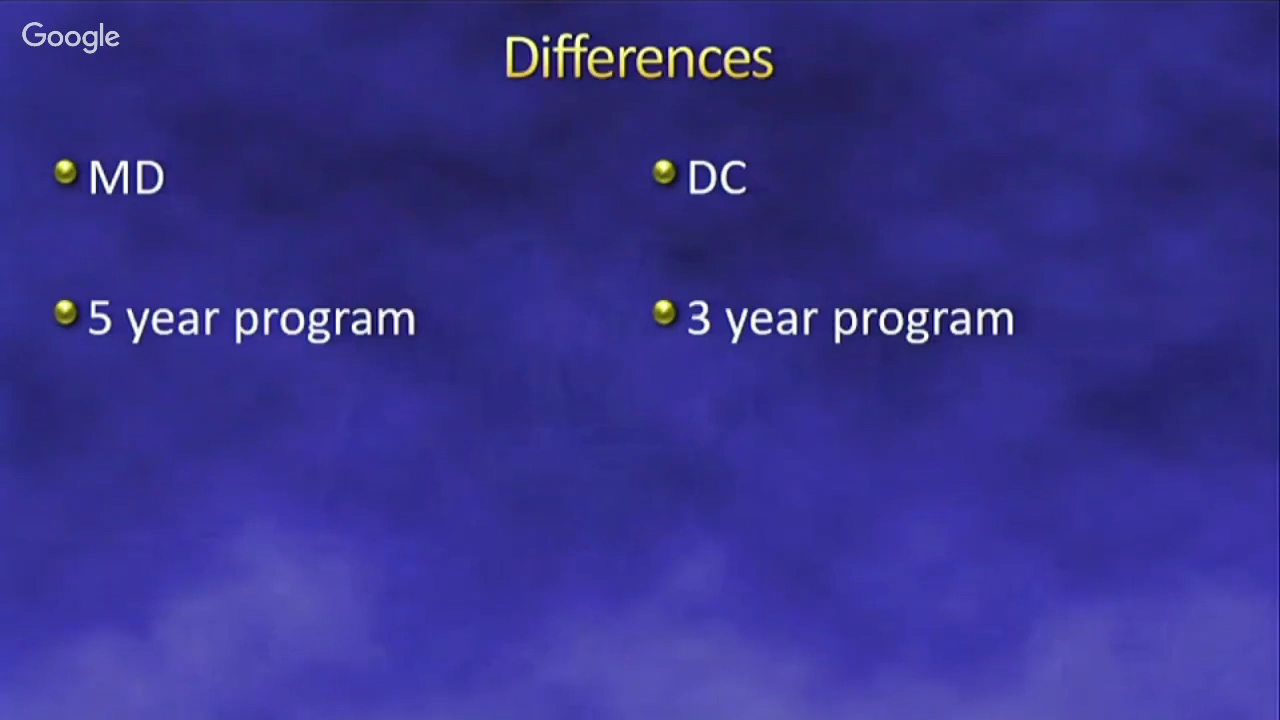 Google
Differences
MD
DC
5 year program
3 year program